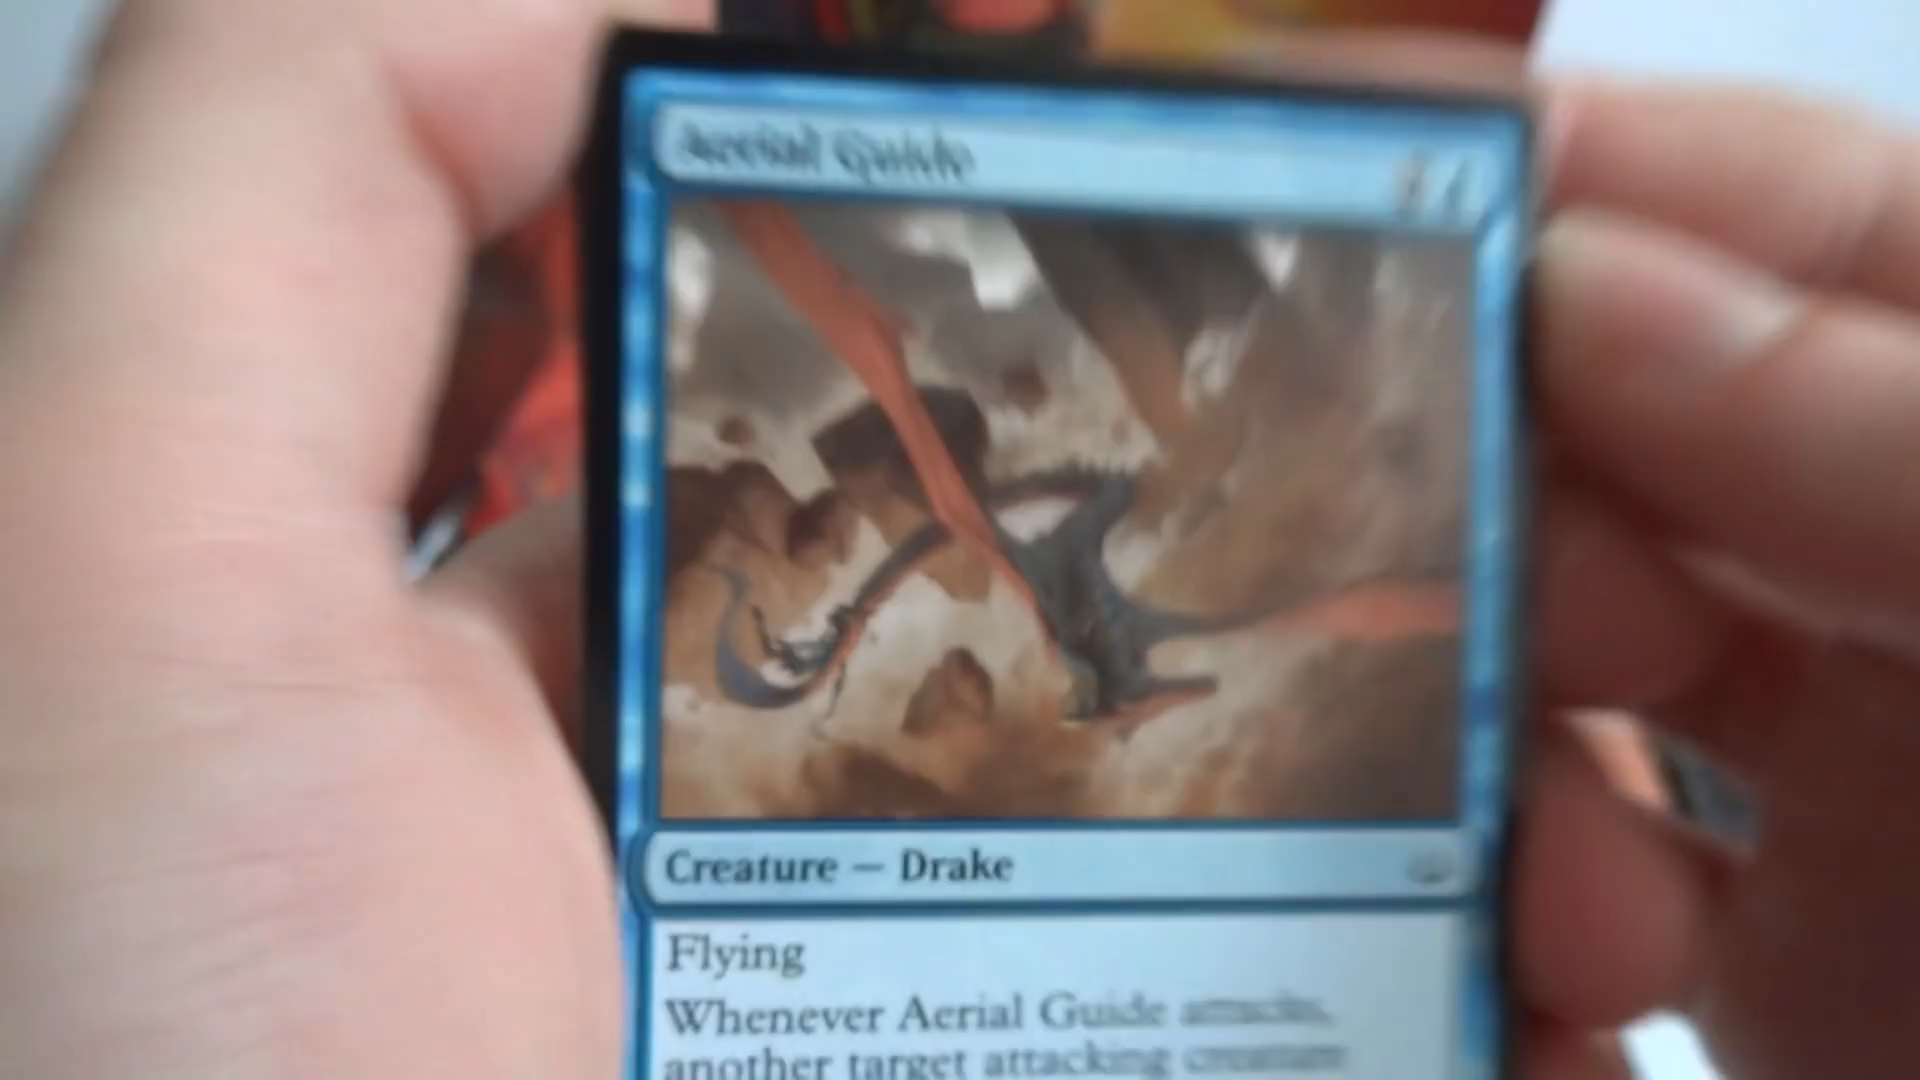 Aerial Guide
Creature — Drake
Flying
Whenever Aerial Guide attacks,
another target attacking creature